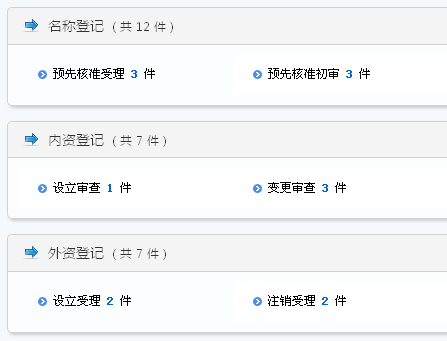 名称登记 ( 共 12 件 )
预先核准受理 3 件 预先核准初审 3 件
内资登记 ( 共 7 件 )
设立审查 1 件 变更审查 3 件
外资登记 ( 共 7 件 )
设立受理 2 件 注销受理 2 件